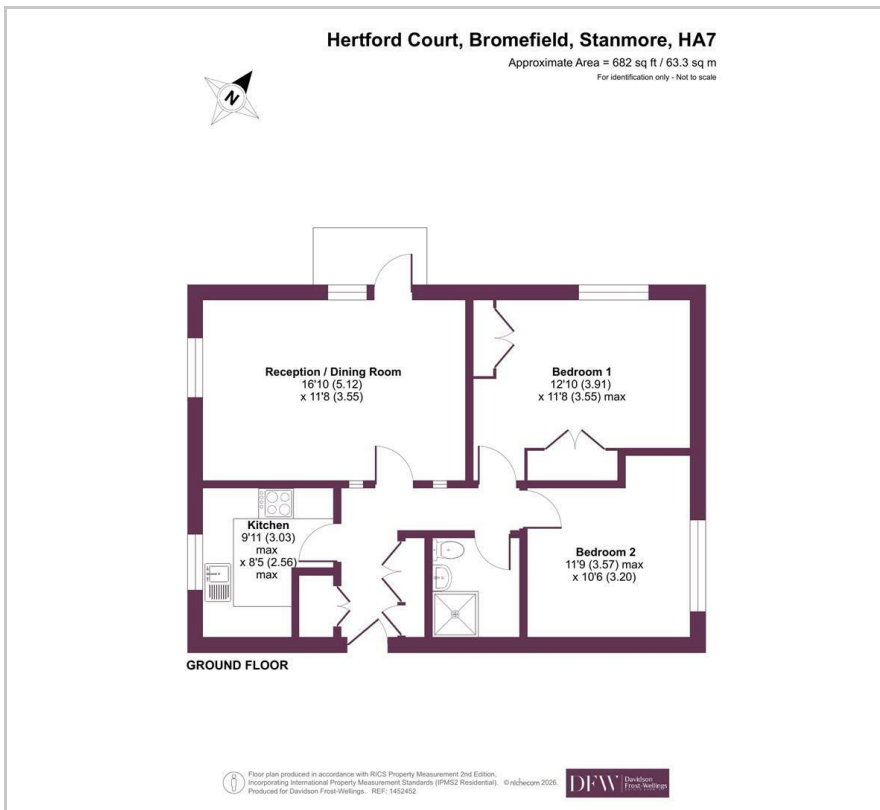 Hertford Court, Bromefield, Stanmore, HA7
Approximate Area = 682 sq ft / 63.3 sq m
For identification only - Not to scale
N
Reception / Dining Room
16'10 (5.12)
x 11'8 (3.55)
Bedroom 1
12'10 (3.91)
x 11'8 (3.55) max
Kitchen
9'11 (3.03)
max
x 8'5 (2.56)
max
Bedroom 2
11'9 (3.57) max
x 10'6 (3.20)
GROUND FLOOR
Floor plan produced in accordance with RICS Property Measurement 2nd Edition,
Incorporating International Property Measurement Standards (IPMS2 Residential). © nichecom 2026.
Produced for Davidson Frost-Wellings. REF: 1452452
DFW Davidson
Frost-Wellings